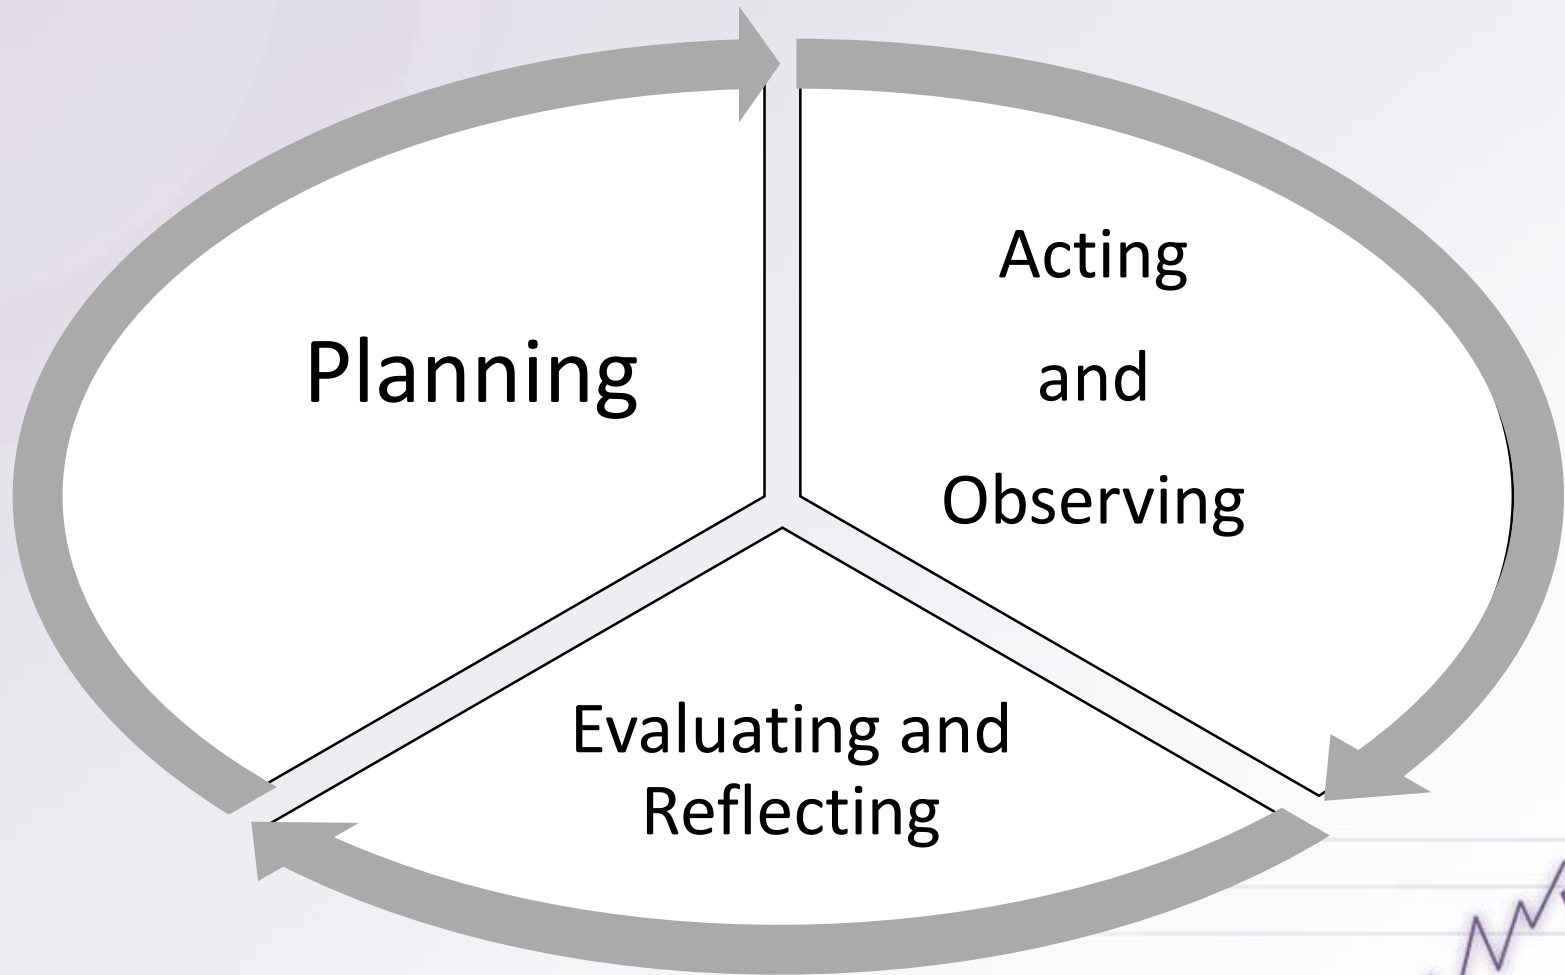 Planning
Acting
and
Observing
Evaluating and
Reflecting